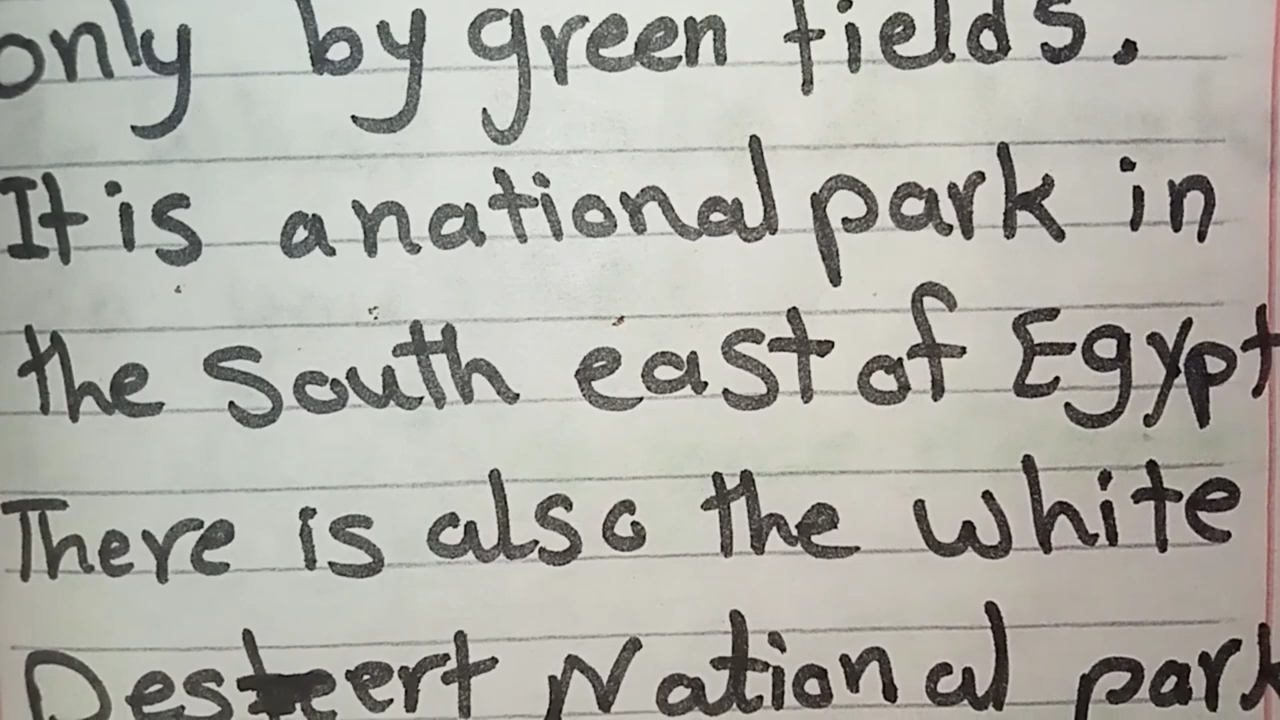 only by green fields.
It is a national park in
the South east of Egypt
There is also the white
Deseert National park